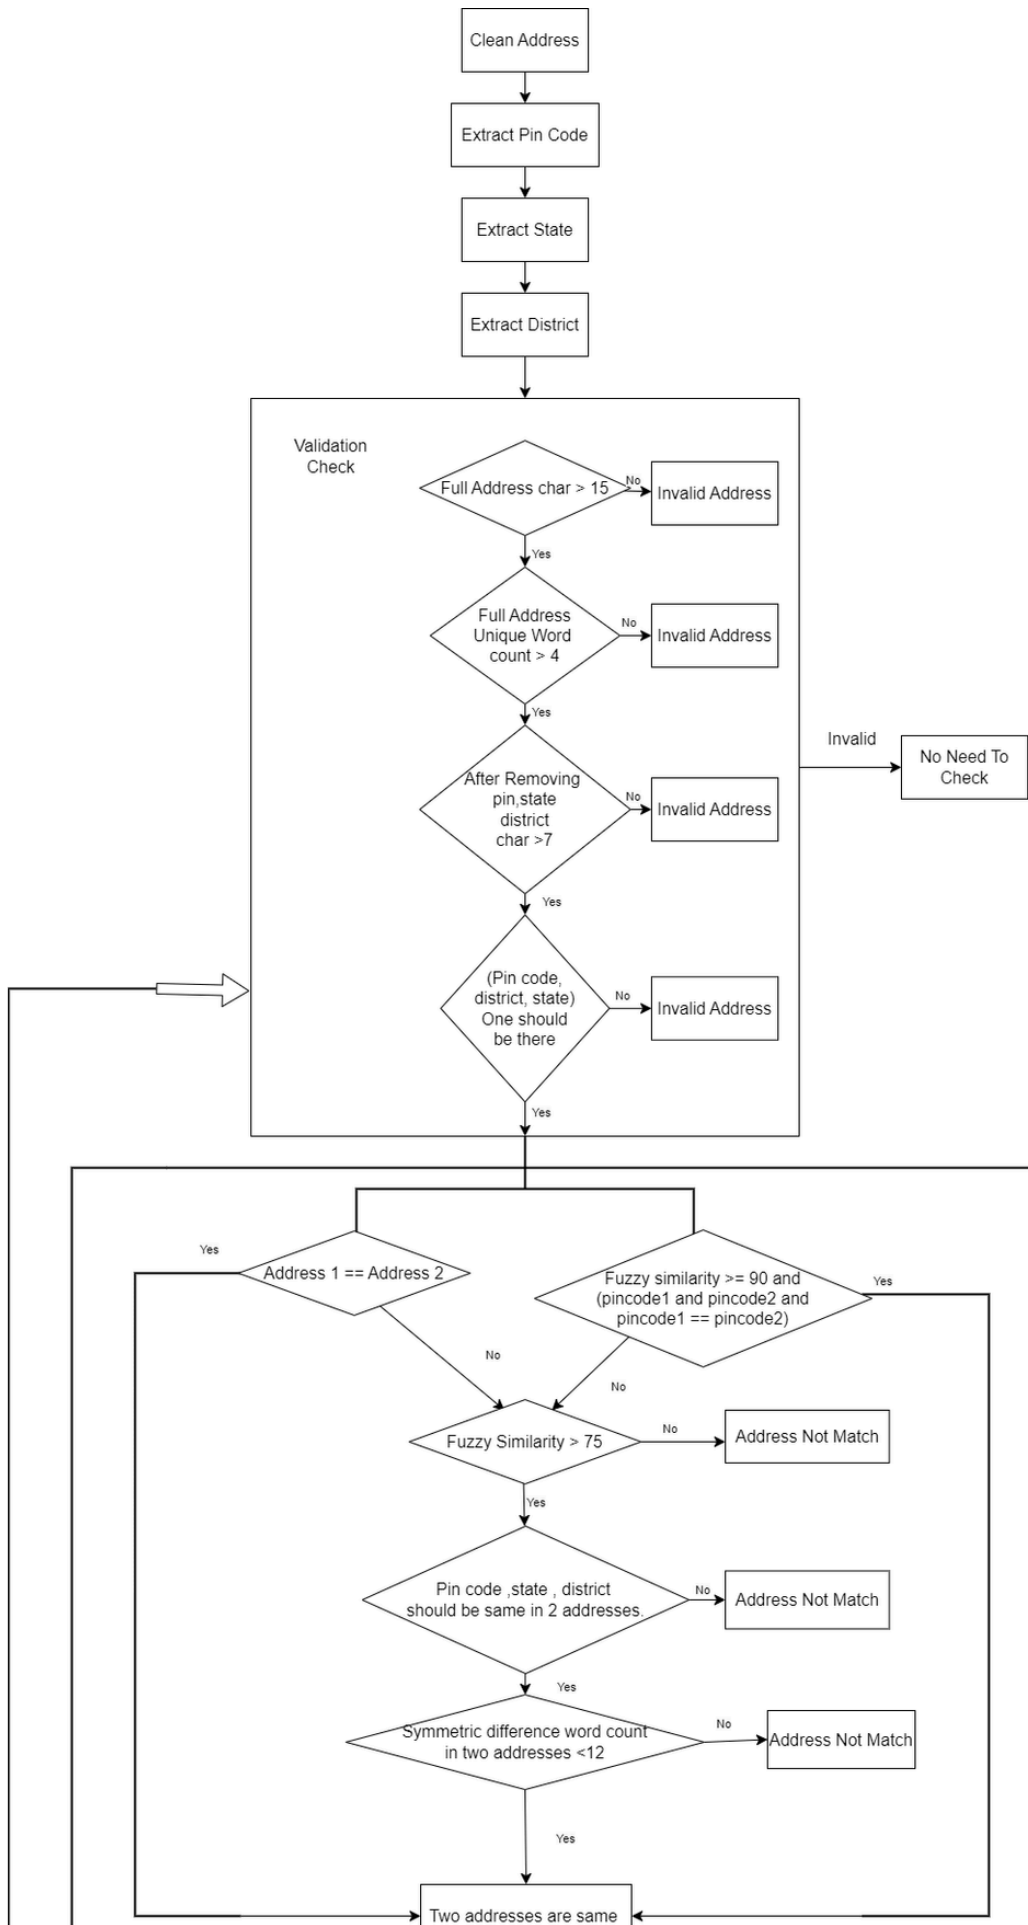 Clean Address
Extract Pin Code
Extract State
Extract District
Validation
Check
Full Address char > 15
No
Invalid Address
Yes
Full Address
Unique Word
count > 4
No
Invalid Address
Yes
After Removing
pin,state
district
char >7
No
Invalid Address
Invalid
No Need To
Check
Yes
(Pin code,
district, state)
One should
be there
No
Invalid Address
Yes
Yes
Address 1 == Address 2
Fuzzy similarity >= 90 and
(pincode1 and pincode2 and
pincode1 == pincode2)
Yes
No
No
Fuzzy Similarity > 75
No
Address Not Match
Yes
Pin code ,state , district
should be same in 2 addresses.
No
Address Not Match
Yes
Symmetric difference word count
in two addresses <12
No
Address Not Match
Yes
Two addresses are same